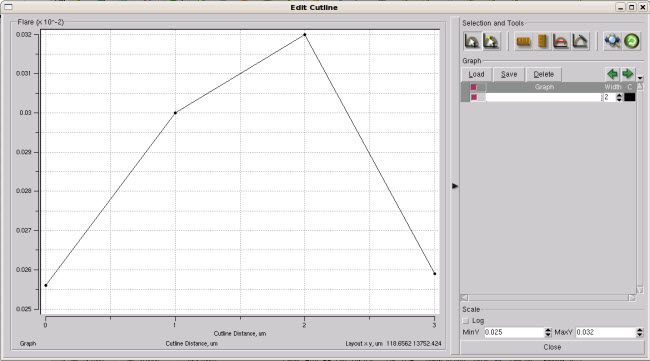 Edit Cutline
Flare (x 10^-2)
0.032
0.031
0.03
0.029
0.028
0.027
0.026
0.025
0 1 2 3
Cutline Distance, um
Graph Cutline Distance, um Layout x y, um 118.6562 13752.424
Selection and Tools
Graph
Load Save Delete
Graph Width C
2
Scale
Log
MinY 0.025 MaxY 0.032
Close